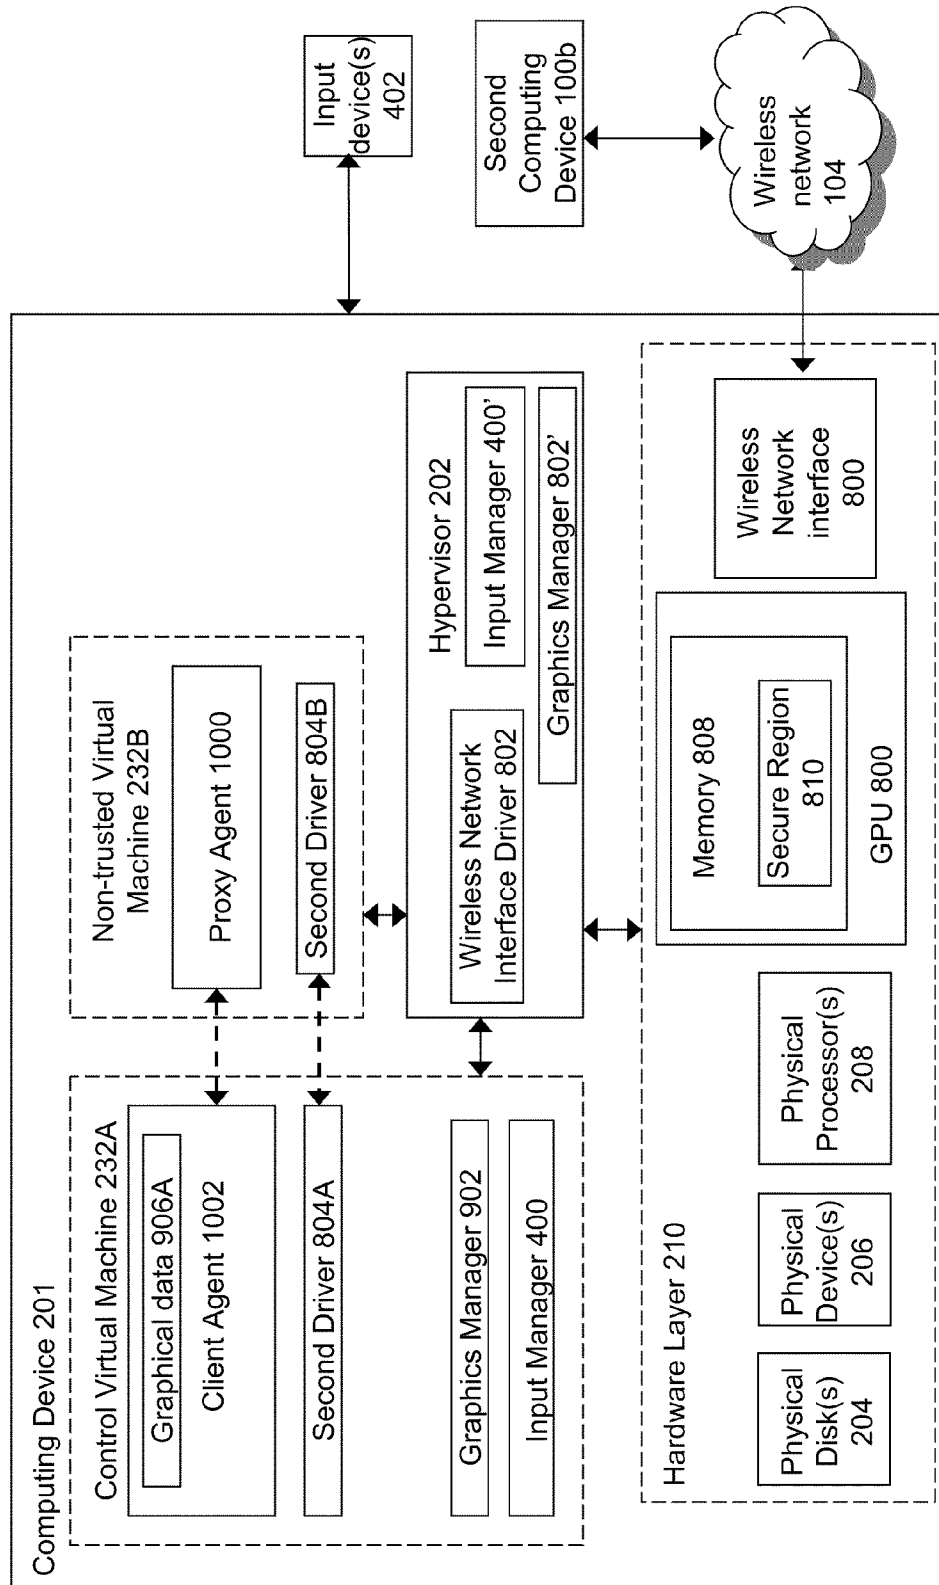 Computing Device 201
Control Virtual Machine 232A
Graphical data 906A
Client Agent 1002
Second Driver 804A
Graphics Manager 902
Input Manager 400
Non-trusted Virtual
Machine 232B
Proxy Agent 1000
Second Driver 804B
Hypervisor 202
Wireless Network
Interface Driver 802
Input Manager 400'
Graphics Manager 802'
Hardware Layer 210
Physical
Disk(s)
204
Physical
Device(s)
206
Physical
Processor(s)
208
Memory 808
Secure Region
810
GPU 800
Wireless
Network
interface
800
Input
device(s)
402
Second
Computing
Device 100b
Wireless
network
104